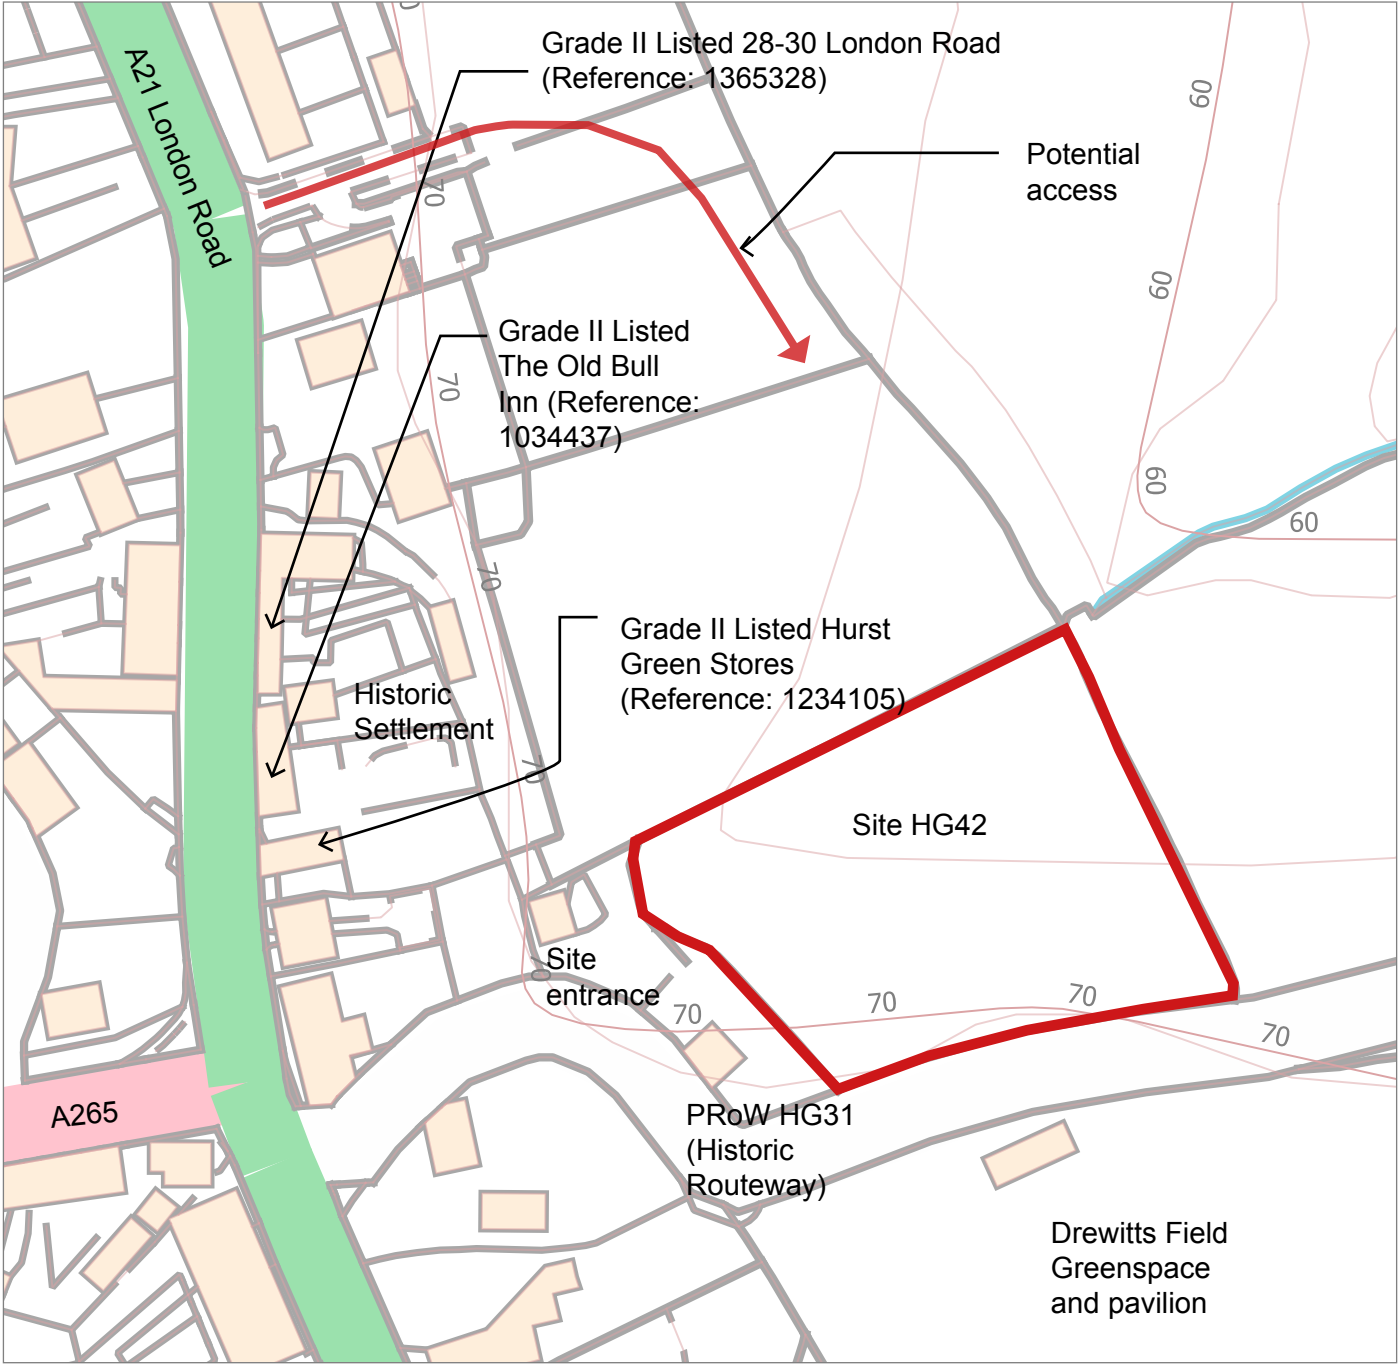 Grade II Listed 28-30 London Road
(Reference: 1365328)
A21 London Road
60
Potential
access
70
60
Grade II Listed
The Old Bull
Inn (Reference:
1034437)
70
60
60
70
Grade II Listed Hurst
Green Stores
(Reference: 1234105)
Historic
Settlement
70
Site HG42
Site
entrance
70
70
70
70
70
A265
PRoW HG31
(Historic
Routeway)
Drewitts Field
Greenspace
and pavilion